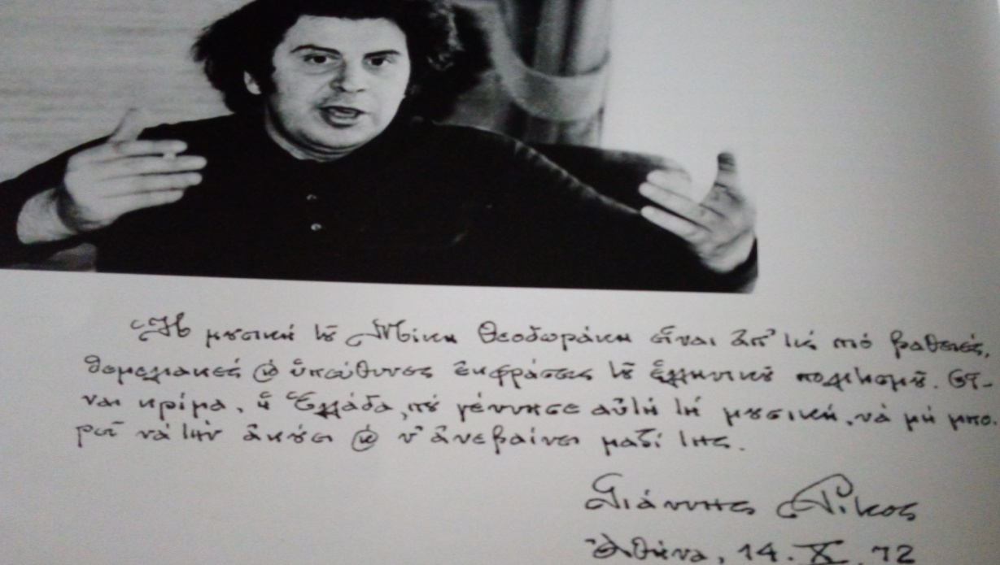 Ἡ μουσική τοῦ Μίκη Θεοδωράκη εἶναι ἀπ' τίς πιό βαθειές,
θεμελιακές καί ὑπεύθυνες ἐκφράσεις τοῦ ἑλληνικοῦ πολιτισμοῦ. Εἶ-
ναι κρίμα, ἡ Ἑλλάδα, πού γέννησε αὐτή τή μουσική, νά μή μπο-
ρεῖ νά τήν ἀκούει καί ν' ἀνεβαίνει μαζί της.
Γιάννης Ρίτσος
Ἀθήνα, 14. X. 72